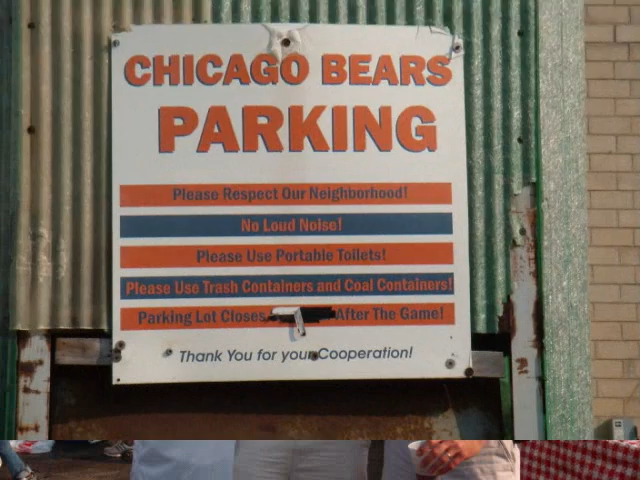 CHICAGO BEARS
PARKING
Please Respect Our Neighborhood!
No Loud Noise!
Please Use Portable Toilets!
Please Use Trash Containers and Coal Containers!
Parking Lot Closes After The Game!
Thank You for your Cooperation!